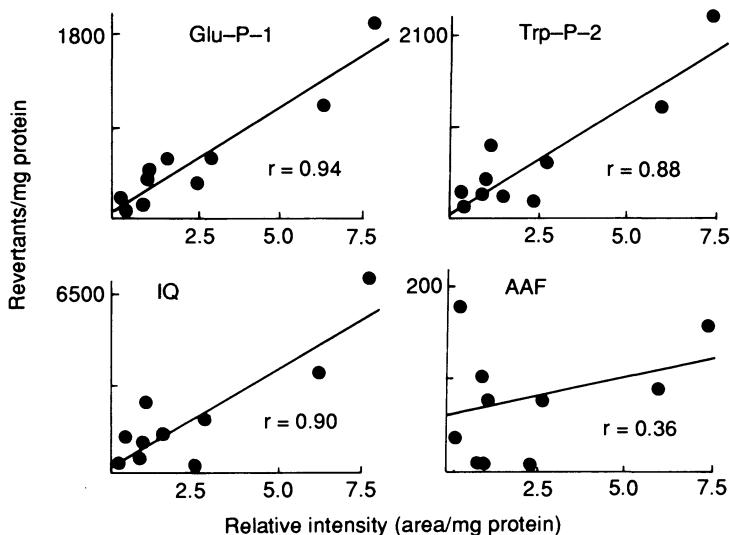 1800
Glu–P–1
r = 0.94
2.5 5.0 7.5
2100
Trp–P–2
r = 0.88
2.5 5.0 7.5
Revertants/mg protein
6500
IQ
r = 0.90
2.5 5.0 7.5
200
AAF
r = 0.36
2.5 5.0 7.5
Relative intensity (area/mg protein)